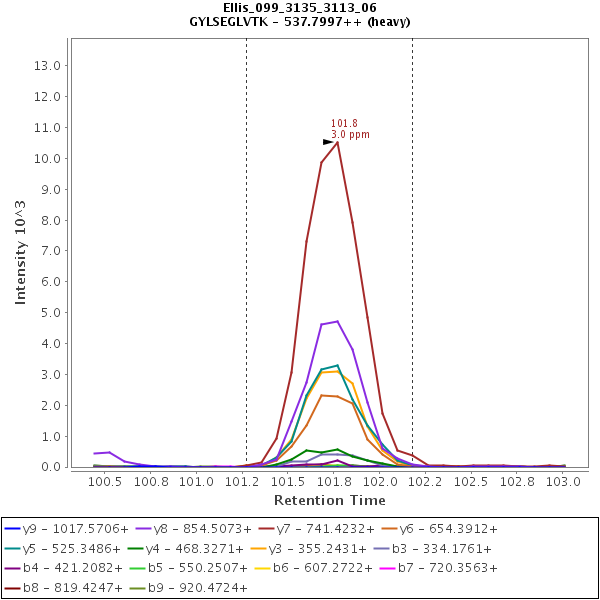 Ellis_099_3135_3113_06
GYLSEGLVTK - 537.7997++ (heavy)
13.0
12.0
11.0
10.0
9.0
8.0
7.0
6.0
5.0
4.0
3.0
2.0
1.0
0.0
Intensity 10^3
101.8
3.0 ppm
100.5 100.8 101.0 101.2 101.5 101.8 102.0 102.2 102.5 102.8 103.0
Retention Time
y9 - 1017.5706+ y8 - 854.5073+ y7 - 741.4232+ y6 - 654.3912+
y5 - 525.3486+ y4 - 468.3271+ y3 - 355.2431+ b3 - 334.1761+
b4 - 421.2082+ b5 - 550.2507+ b6 - 607.2722+ b7 - 720.3563+
b8 - 819.4247+ b9 - 920.4724+